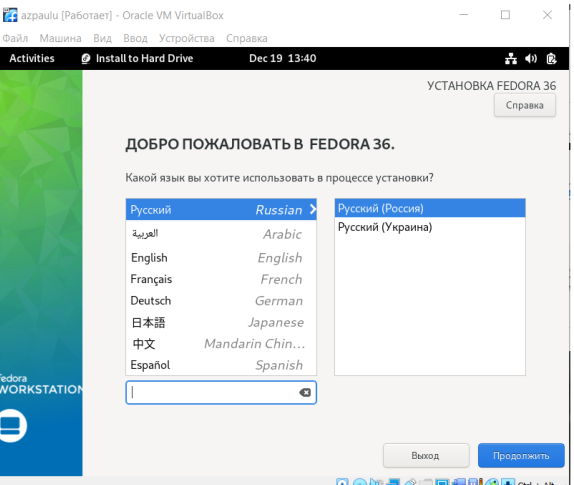 azpaulu [Работает] - Oracle VM VirtualBox
Файл Машина Вид Ввод Устройства Справка
Activities Install to Hard Drive Dec 19 13:40
УСТАНОВКА FEDORA 36
Справка
ДОБРО ПОЖАЛОВАТЬ В FEDORA 36.
Какой язык вы хотите использовать в процессе установки?
Русский Russian
العربية Arabic
English English
Français French
Deutsch German
日本語 Japanese
中文 Mandarin Chin...
Español Spanish
Русский (Россия)
Русский (Украина)
fedora
WORKSTATION
Выход Продолжить